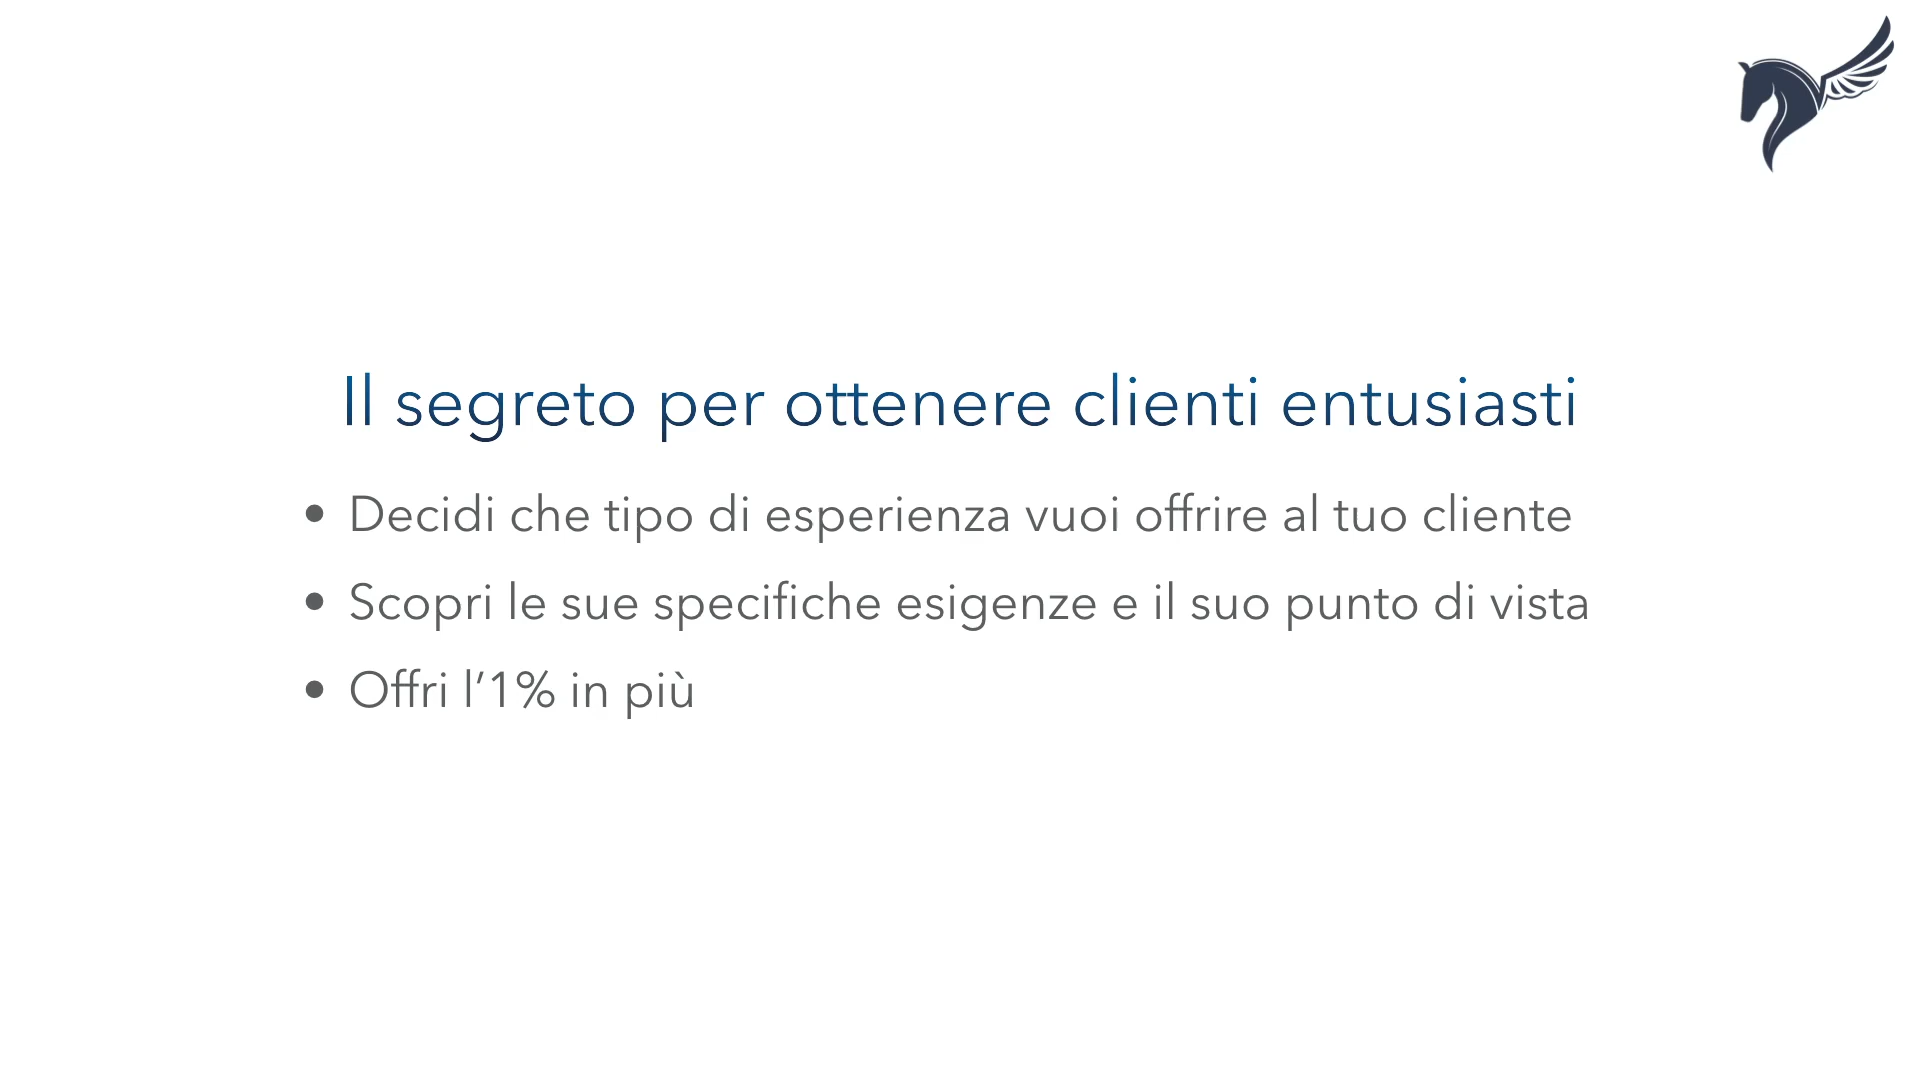 Il segreto per ottenere clienti entusiasti
• Decidi che tipo di esperienza vuoi offrire al tuo cliente
• Scopri le sue specifiche esigenze e il suo punto di vista
• Offri l’1% in più